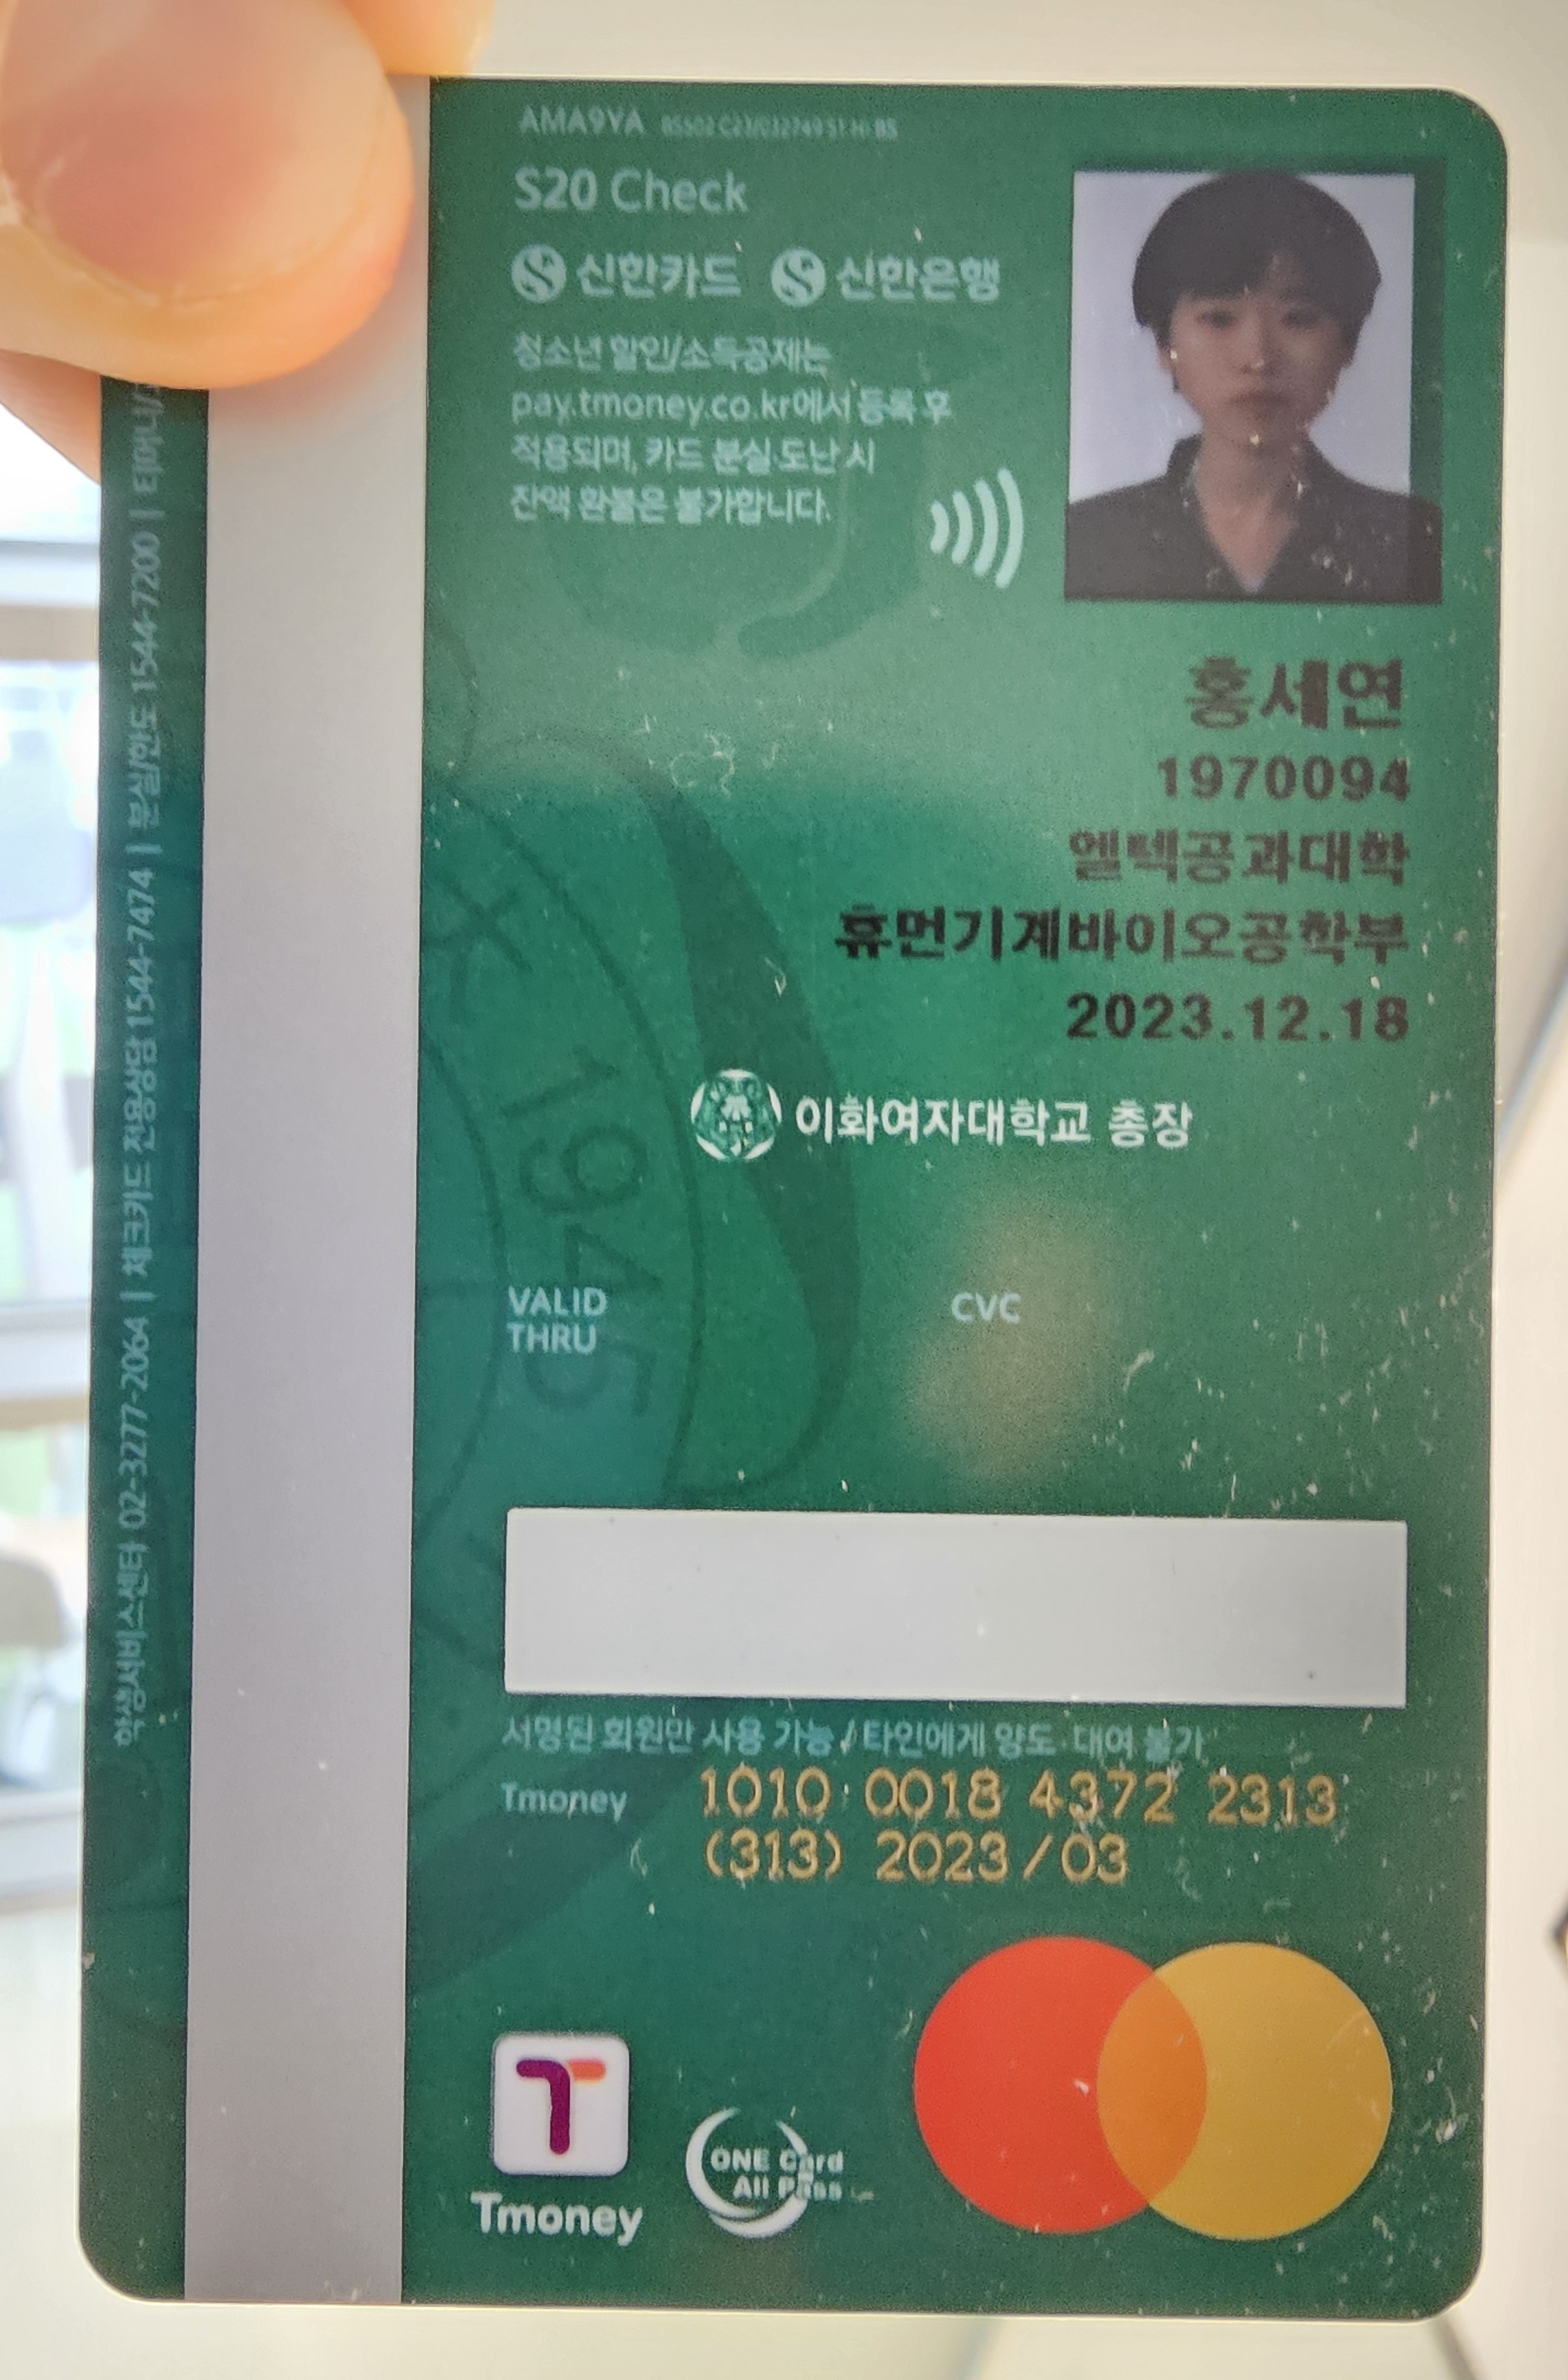 AMA9YA
S20 Check
신한카드 신한은행
청소년 할인/소득공제는
pay.tmoney.co.kr에서 등록 후
적용되며, 카드 분실·도난 시
잔액 환불은 불가합니다.
홍세연
1970094
엘텍공과대학
휴먼기계바이오공학부
2023.12.18
이화여자대학교 총장
1945
VALID
THRU
CVC
서명된 회원만 사용 가능 / 타인에게 양도·대여 불가
Tmoney 1010 0018 4372 2313
(313) 2023/03
Tmoney
ONE Card
All Pass
학생서비스센터 02-3277-2064 | 체크카드 전용상담 1544-7474 | 분실/한도 1544-7200 | 티머니/